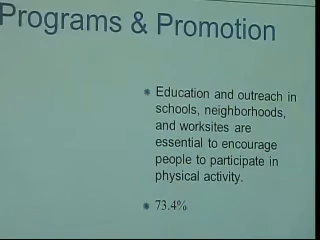 Programs & Promotion
Education and outreach in
schools, neighborhoods,
and worksites are
essential to encourage
people to participate in
physical activity.
73.4%